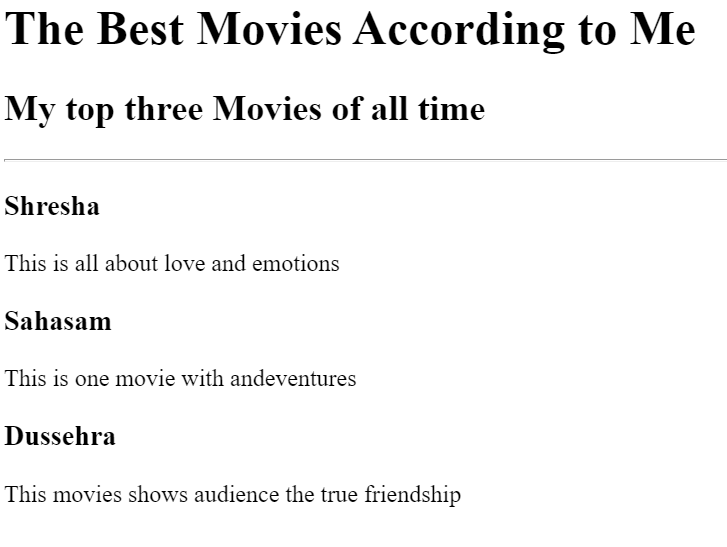 The Best Movies According to Me
My top three Movies of all time
Shresha
This is all about love and emotions
Sahasam
This is one movie with andeventures
Dussehra
This movies shows audience the true friendship